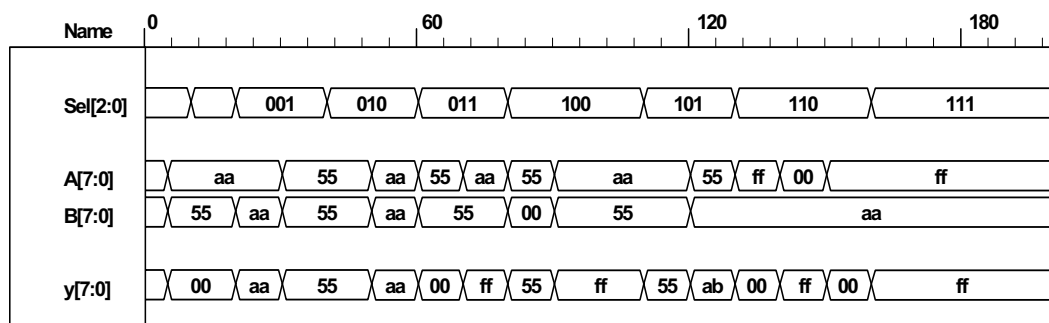 Name 0 60 120 180
Sel[2:0] 001 010 011 100 101 110 111
A[7:0] aa 55 aa 55 aa 55 aa 55 ff 00 ff
B[7:0] 55 aa 55 aa 55 00 55 aa
y[7:0] 00 aa 55 aa 00 ff 55 ff 55 ab 00 ff 00 ff